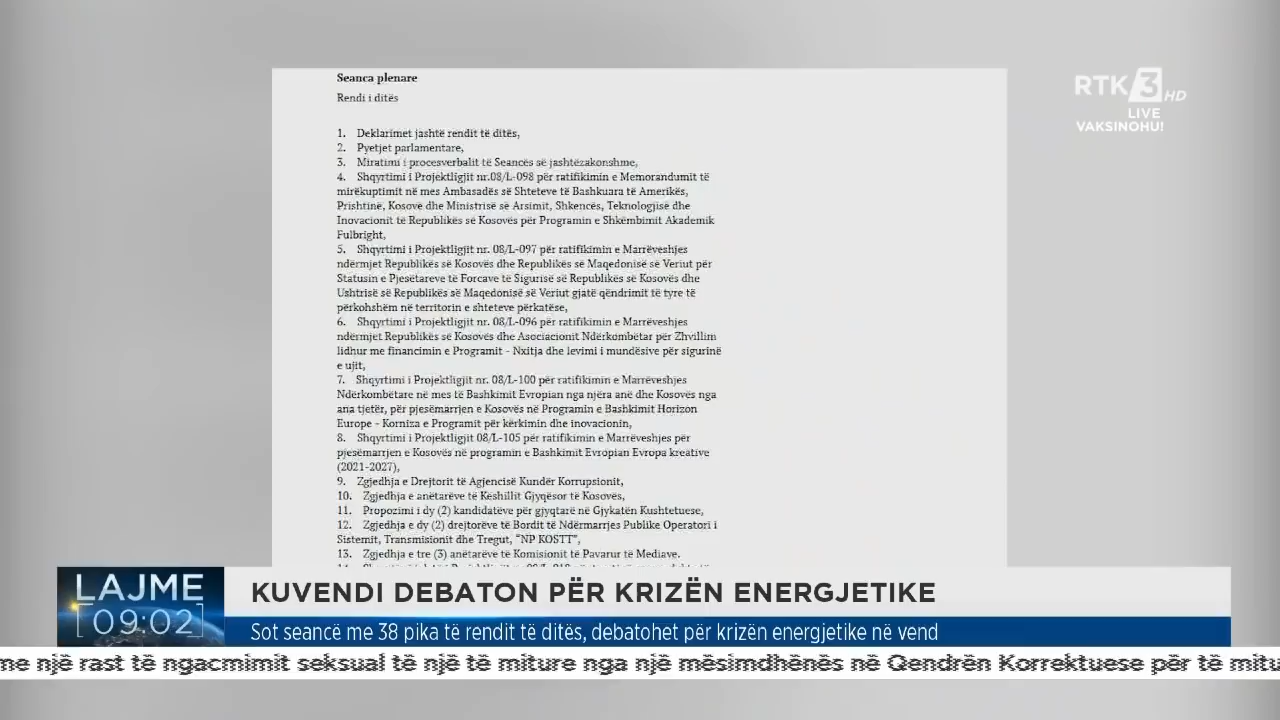 Seanca plenare
Rendi i ditës
1. Deklarimet jashtë rendit të ditës,
2. Pyetjet parlamentare,
3. Miratimi i procesverbalit të Seancës së jashtëzakonshme,
4. Shqyrtimi i Projektligjit nr.08/L-098 për ratifikimin e Memorandumit të
mirëkuptimit në mes Ambasadës së Shteteve të Bashkuara të Amerikës,
Prishtinë, Kosovë dhe Ministrisë së Arsimit, Shkencës, Teknologjisë dhe
Inovacionit të Republikës së Kosovës për Programin e Shkëmbimit Akademik
Fulbright,
5. Shqyrtimi i Projektligjit nr. 08/L-097 për ratifikimin e Marrëveshjes
ndërmjet Republikës së Kosovës dhe Republikës së Maqedonisë së Veriut për
Statusin e Pjesëtareve të Forcave të Sigurisë së Republikës së Kosovës dhe
Ushtrisë së Republikës së Maqedonisë së Veriut gjatë qëndrimit të tyre të
përkohshëm në territorin e shteteve përkatëse,
6. Shqyrtimi i Projektligjit nr. 08/L-096 për ratifikimin e Marrëveshjes
ndërmjet Republikës së Kosovës dhe Asociacionit Ndërkombëtar për Zhvillim
lidhur me financimin e Programit - Nxitja dhe levimi i mundësive për sigurinë
e ujit,
7. Shqyrtimi i Projektligjit nr. 08/L-100 për ratifikimin e Marrëveshjes
Ndërkombëtare në mes të Bashkimit Evropian nga njëra anë dhe Kosovës nga
ana tjetër, për pjesëmarrjen e Kosovës në Programin e Bashkimit Horizon
Europe - Korniza e Programit për kërkim dhe inovacionin,
8. Shqyrtimi i Projektligjit 08/L-105 për ratifikimin e Marrëveshjes për
pjesëmarrjen e Kosovës në programin e Bashkimit Evropian Evropa kreative
(2021-2027),
9. Zgjedhja e Drejtorit të Agjencisë Kundër Korrupsionit,
10. Zgjedhja e anëtarëve të Këshillit Gjyqësor të Kosovës,
11. Propozimi i dy (2) kandidatëve për gjyqtarë në Gjykatën Kushtetuese,
12. Zgjedhja e dy (2) drejtorëve të Bordit të Ndërmarrjes Publike Operatori i
Sistemit, Transmisionit dhe Tregut, “NP KOSTT”,
13. Zgjedhja e tre (3) anëtarëve të Komisionit të Pavarur të Mediave.
RTK 3 HD
LIVE
VAKSINOHU!
LAJME
09:02
KUVENDI DEBATON PËR KRIZËN ENERGJETIKE
Sot seancë me 38 pika të rendit të ditës, debatohet për krizën energjetike në vend
me një rast të ngacmimit seksual të një të miture nga një mësimdhënës në Qendrën Korrektuese për të mitu